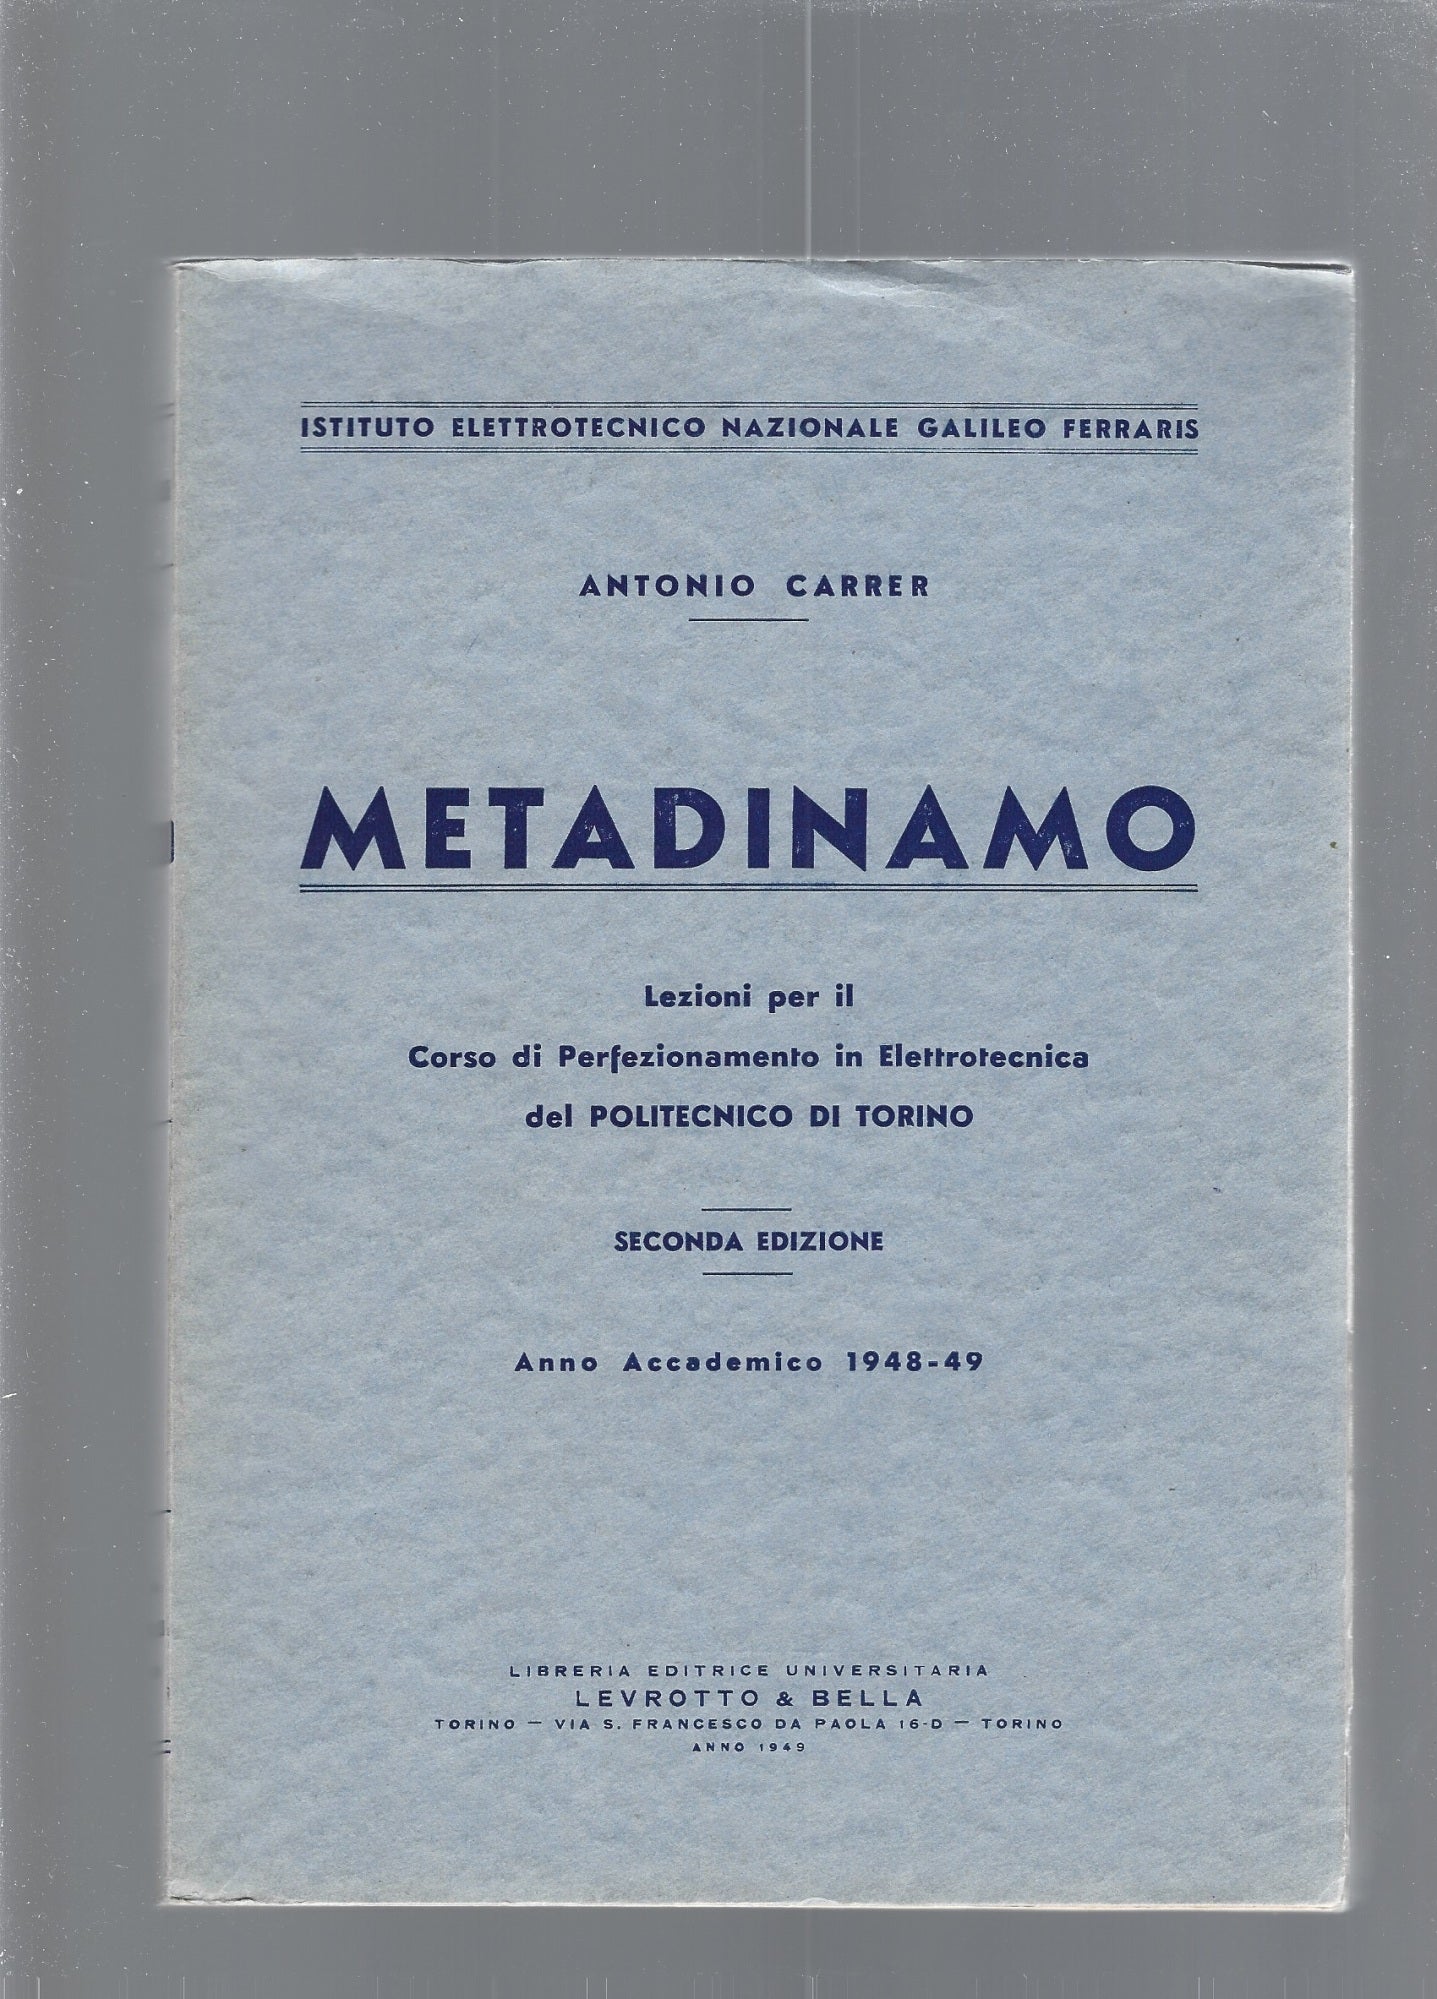 ISTITUTO ELETTROTECNICO NAZIONALE GALILEO FERRARIS
ANTONIO CARRER
METADINAMO
Lezioni per il
Corso di Perfezionamento in Elettrotecnica
del POLITECNICO DI TORINO
SECONDA EDIZIONE
Anno Accademico 1948-49
LIBRERIA EDITRICE UNIVERSITARIA
LEVROTTO & BELLA
TORINO — VIA S. FRANCESCO DA PAOLA 16-D — TORINO
ANNO 1949